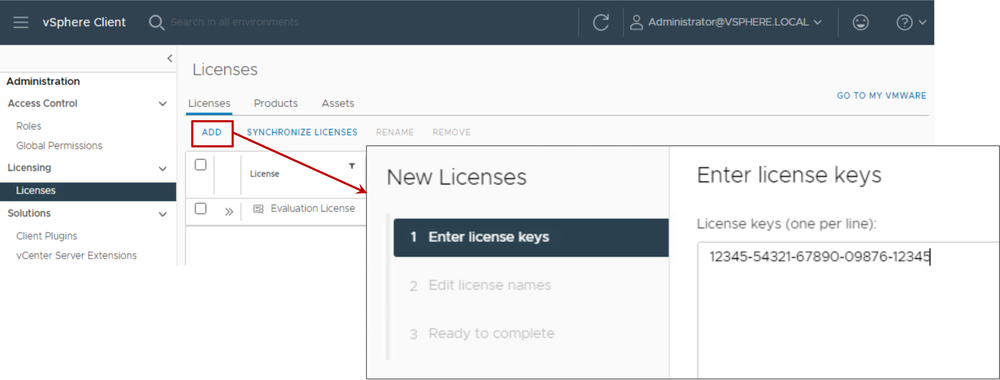 vSphere Client
Search in all environments
Administrator@VSPHERE.LOCAL
Administration
Access Control
Roles
Global Permissions
Licensing
Licenses
Solutions
Client Plugins
vCenter Server Extensions
Licenses
GO TO MY VMWARE
Licenses Products Assets
ADD SYNCHRONIZE LICENSES RENAME REMOVE
License
Evaluation License
New Licenses
1 Enter license keys
2 Edit license names
3 Ready to complete
Enter license keys
License keys (one per line):
12345-54321-67890-09876-12345